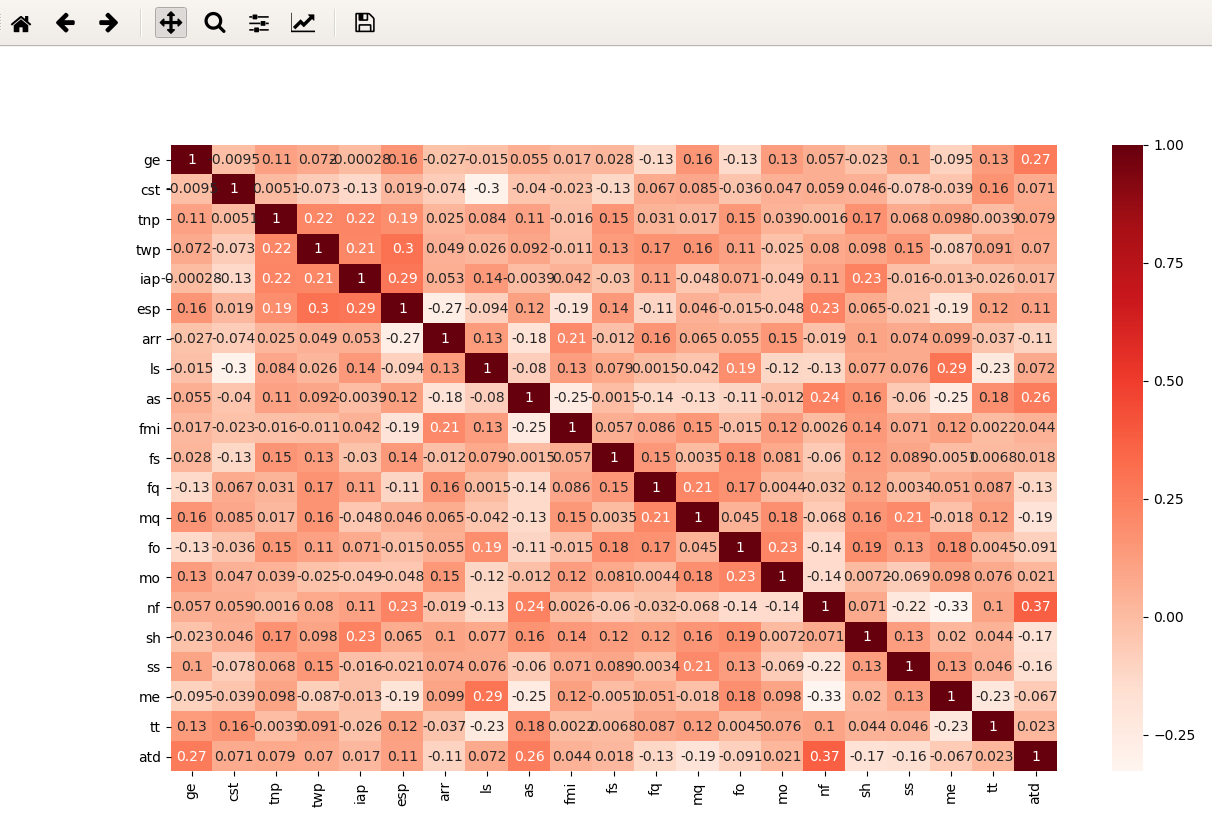 ge 1 0.0095 0.11 0.072 -0.00028 0.16 -0.027 -0.015 0.055 0.017 0.028 -0.13 0.16 -0.13 0.13 0.057 -0.023 0.1 -0.095 0.13 0.27
cst 0.0095 1 0.0051 -0.073 -0.13 0.019 -0.074 -0.3 -0.04 -0.023 -0.13 0.067 0.085 -0.036 0.047 0.059 0.046 -0.078 -0.039 0.16 0.071
tnp 0.11 0.0051 1 0.22 0.22 0.19 0.025 0.084 0.11 -0.016 0.15 0.031 0.017 0.15 0.039 0.0016 0.17 0.068 0.098 -0.0039 0.079
twp -0.072 -0.073 0.22 1 0.21 0.3 0.049 0.026 0.092 -0.011 0.13 0.17 0.16 0.11 -0.025 0.08 0.098 0.15 -0.087 0.091 0.07
iap -0.00028 -0.13 0.22 0.21 1 0.29 0.053 0.14 -0.0039 0.042 -0.03 0.11 -0.048 0.071 -0.049 0.11 0.23 -0.016 -0.013 -0.026 0.017
esp 0.16 0.019 0.19 0.3 0.29 1 -0.27 -0.094 0.12 -0.19 0.14 -0.11 0.046 -0.015 -0.048 0.23 0.065 -0.021 -0.19 0.12 0.11
arr -0.027 -0.074 0.025 0.049 0.053 -0.27 1 0.13 -0.18 0.21 -0.012 0.16 0.065 0.055 0.15 -0.019 0.1 0.074 0.099 -0.037 -0.11
ls -0.015 -0.3 0.084 0.026 0.14 -0.094 0.13 1 -0.08 0.13 0.079 0.0015 -0.042 0.19 -0.12 -0.13 0.077 0.076 0.29 -0.23 0.072
as -0.055 -0.04 0.11 0.092 -0.0039 0.12 -0.18 -0.08 1 -0.25 -0.0015 -0.14 -0.13 -0.11 -0.012 0.24 0.16 -0.06 -0.25 0.18 0.26
fmi -0.017 -0.023 -0.016 -0.011 0.042 -0.19 0.21 0.13 -0.25 1 0.057 0.086 0.15 -0.015 0.12 0.0026 0.14 0.071 0.12 0.0022 0.044
fs -0.028 -0.13 0.15 0.13 -0.03 0.14 -0.012 0.079 -0.0015 0.057 1 0.15 0.0035 0.18 0.081 -0.06 0.12 0.089 -0.0051 0.0068 0.018
fq -0.13 0.067 0.031 0.17 0.11 -0.11 0.16 0.0015 -0.14 0.086 0.15 1 0.21 0.17 0.0044 -0.032 0.12 0.0034 0.051 0.087 -0.13
mq 0.16 0.085 0.017 0.16 -0.048 0.046 0.065 -0.042 -0.13 0.15 0.0035 0.21 1 0.045 0.18 -0.068 0.16 0.21 -0.018 0.12 -0.19
fo -0.13 -0.036 0.15 0.11 0.071 -0.015 0.055 0.19 -0.11 -0.015 0.18 0.17 0.045 1 0.23 -0.14 0.19 0.13 0.18 0.0045 -0.091
mo 0.13 0.047 0.039 -0.025 -0.049 -0.048 0.15 -0.12 -0.012 0.12 0.081 0.0044 0.18 0.23 1 -0.14 0.0072 -0.069 0.098 0.076 0.021
nf -0.057 0.059 0.0016 0.08 0.11 0.23 -0.019 -0.13 0.24 0.0026 -0.06 -0.032 -0.068 -0.14 -0.14 1 0.071 -0.22 -0.33 0.1 0.37
sh -0.023 0.046 0.17 0.098 0.23 0.065 0.1 0.077 0.16 0.14 0.12 0.12 0.16 0.19 0.0072 0.071 1 0.13 0.02 0.044 -0.17
ss 0.1 -0.078 0.068 0.15 -0.016 -0.021 0.074 0.076 -0.06 0.071 0.089 0.0034 0.21 0.13 -0.069 -0.22 0.13 1 0.13 0.046 -0.16
me -0.095 -0.039 0.098 -0.087 -0.013 -0.19 0.099 0.29 -0.25 0.12 -0.0051 0.051 -0.018 0.18 0.098 -0.33 0.02 0.13 1 -0.23 -0.067
tt 0.13 0.16 -0.0039 0.091 -0.026 0.12 -0.037 -0.23 0.18 0.0022 0.0068 0.087 0.12 0.0045 0.076 0.1 0.044 0.046 -0.23 1 0.023
atd 0.27 0.071 0.079 0.07 0.017 0.11 -0.11 0.072 0.26 0.044 0.018 -0.13 -0.19 -0.091 0.021 0.37 -0.17 -0.16 -0.067 0.023 1
ge cst tnp twp iap esp arr ls as fmi fs fq mq fo mo nf sh ss me tt atd
1.00
0.75
0.50
0.25
0.00
−0.25